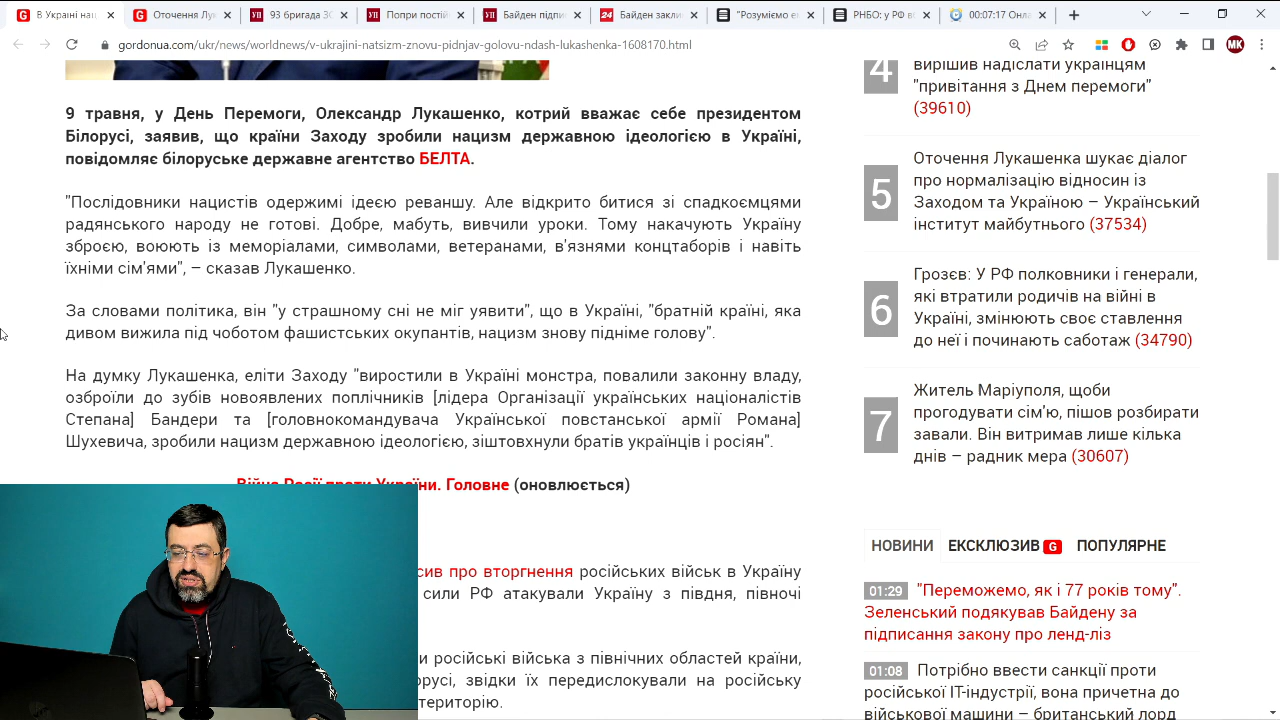 В Україні нац
Оточення Лук
93 бригада ЗС
Попри постій
Байден підпи
Байден закли
"Розуміємо е
РНБО: у РФ ві
00:07:17 Онла
gordonua.com/ukr/news/worldnews/v-ukrajini-natsizm-znovu-pidnjav-golovu-ndash-lukashenka-1608170.html
MK
9 травня, у День Перемоги, Олександр Лукашенко, котрий вважає себе президентом
Білорусі, заявив, що країни Заходу зробили нацизм державною ідеологією в Україні,
повідомляє білоруське державне агентство БЕЛТА.
"Послідовники нацистів одержимі ідеєю реваншу. Але відкрито битися зі спадкоємцями
радянського народу не готові. Добре, мабуть, вивчили уроки. Тому накачують Україну
зброєю, воюють із меморіалами, символами, ветеранами, в'язнями концтаборів і навіть
їхніми сім'ями", – сказав Лукашенко.
За словами політика, він "у страшному сні не міг уявити", що в Україні, "братній країні, яка
дивом вижила під чоботом фашистських окупантів, нацизм знову підніме голову".
На думку Лукашенка, еліти Заходу "виростили в Україні монстра, повалили законну владу,
озброїли до зубів новоявлених поплічників [лідера Організації українських націоналістів
Степана] Бандери та [головнокомандувача Української повстанської армії Романа]
Шухевича, зробили нацизм державною ідеологією, зіштовхнули братів українців і росіян".
Війна Росії проти України. Головне (оновлюється)
сив про вторгнення російських військ в Україну
сили РФ атакували Україну з півдня, півночі
и російські війська з північних областей країни,
орусі, звідки їх передислокували на російську
територію.
4
вирішив надіслати українцям
"привітання з Днем перемоги"
(39610)
5
Оточення Лукашенка шукає діалог
про нормалізацію відносин із
Заходом та Україною – Український
інститут майбутнього (37534)
6
Грозєв: У РФ полковники і генерали,
які втратили родичів на війні в
Україні, змінюють своє ставлення
до неї і починають саботаж (34790)
7
Житель Маріуполя, щоби
прогодувати сім'ю, пішов розбирати
завали. Він витримав лише кілька
днів – радник мера (30607)
НОВИНИ ЕКСКЛЮЗИВ G ПОПУЛЯРНЕ
01:29 "Переможемо, як і 77 років тому".
Зеленський подякував Байдену за
підписання закону про ленд-ліз
01:08 Потрібно ввести санкції проти
російської ІТ-індустрії, вона причетна до
військової машини – британський лорд